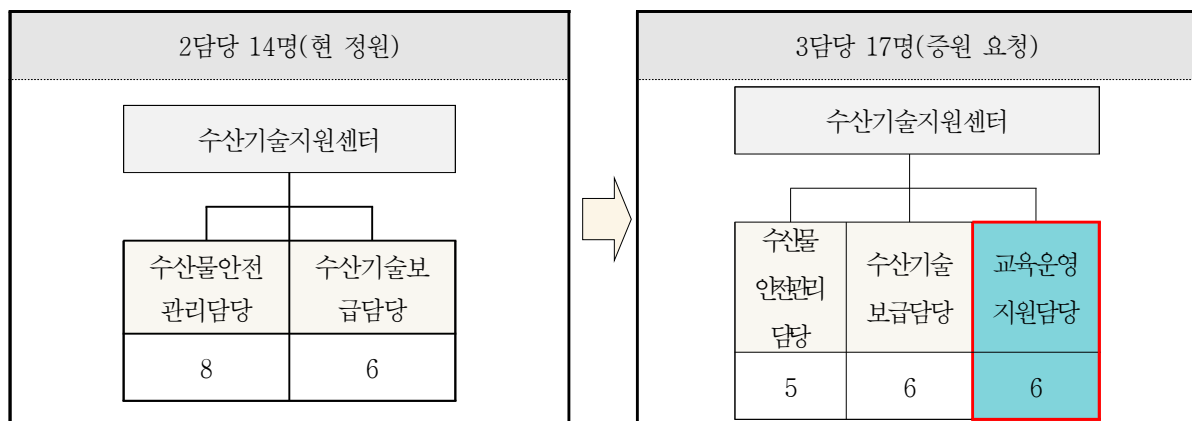 2담당 14명(현 정원)
수산기술지원센터
수산물안전
관리담당
수산기술보
급담당
8
6
3담당 17명(증원 요청)
수산기술지원센터
수산물
안전관리
담당
수산기술
보급담당
교육운영
지원담당
5
6
6